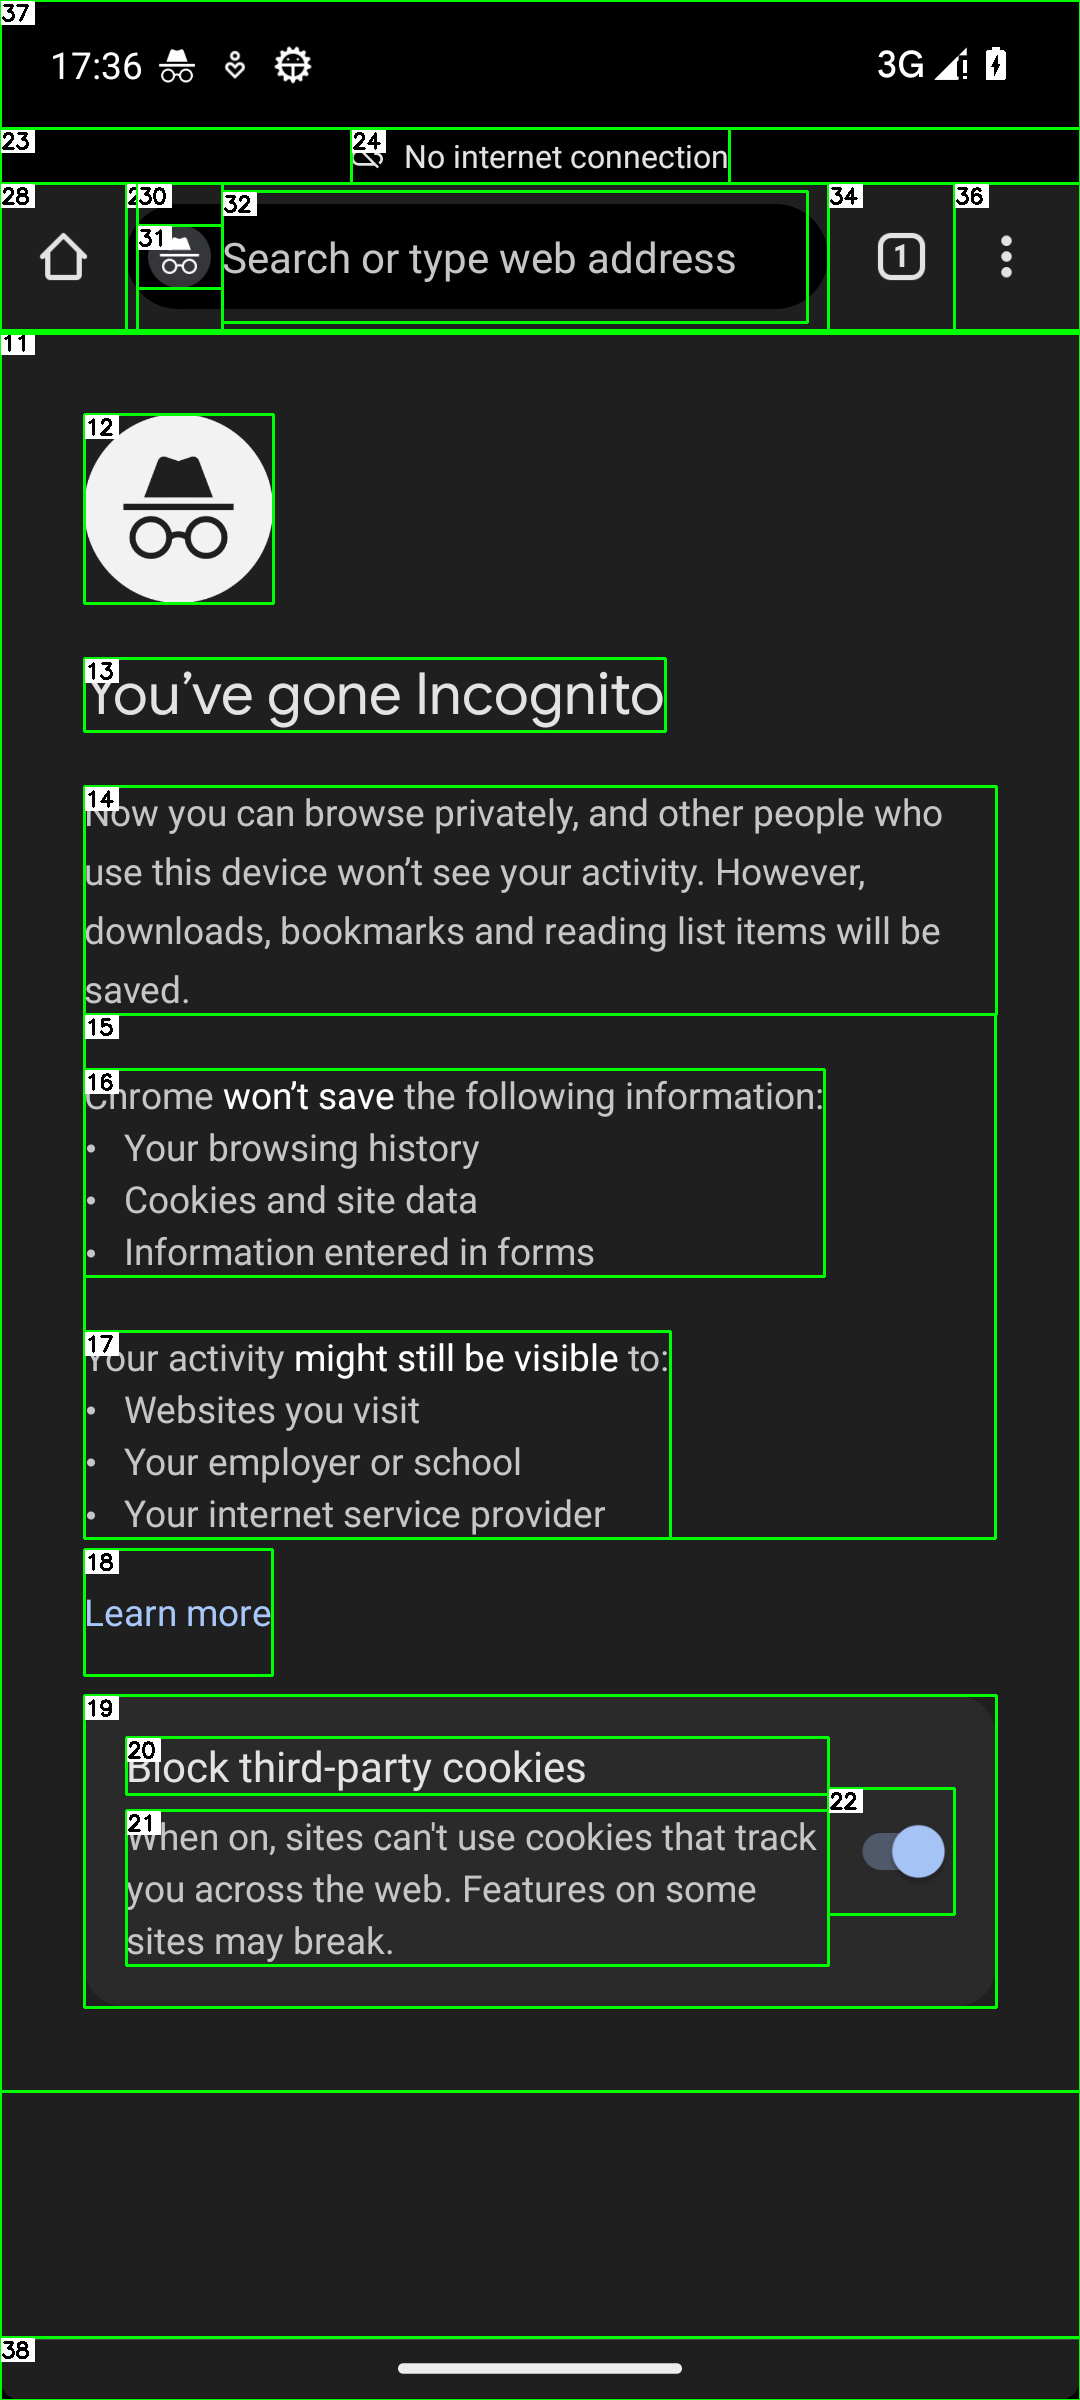 37
17:36
3G
23
24
No internet connection
28
2
30
31
32
Search or type web address
34
1
36
11
12
13
You’ve gone Incognito
14
Now you can browse privately, and other people who
use this device won’t see your activity. However,
downloads, bookmarks and reading list items will be
saved.
15
16
Chrome won’t save the following information:
• Your browsing history
• Cookies and site data
• Information entered in forms
17
Your activity might still be visible to:
• Websites you visit
• Your employer or school
• Your internet service provider
18
Learn more
19
20
Block third-party cookies
21
When on, sites can't use cookies that track
you across the web. Features on some
sites may break.
22
38